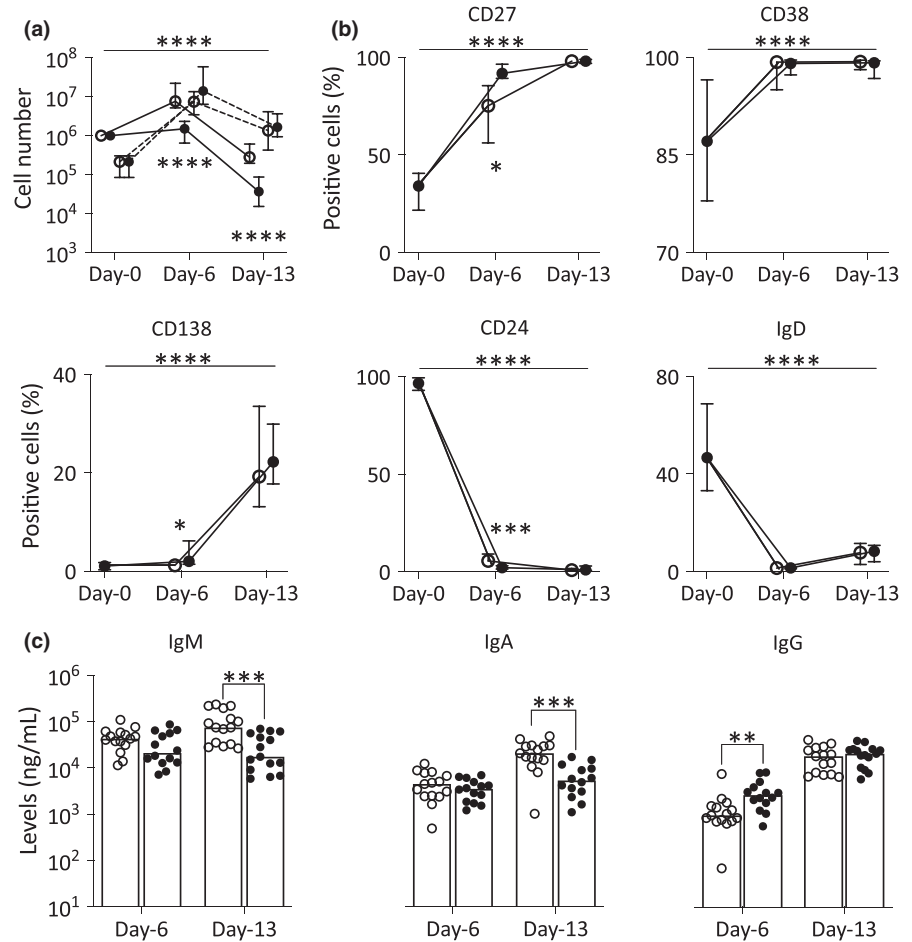 (a)
****
Cell number
10^8
10^7
10^6
10^5
10^4
10^3
****
****
Day-0 Day-6 Day-13
(b)
CD27
****
Positive cells (%)
100
50
0
*
Day-0 Day-6 Day-13
CD38
****
100
85
70
Day-0 Day-6 Day-13
CD138
****
Positive cells (%)
40
20
0
*
Day-0 Day-6 Day-13
CD24
****
100
50
0
***
Day-0 Day-6 Day-13
IgD
****
80
40
0
Day-0 Day-6 Day-13
(c)
IgM
Levels (ng/mL)
10^6
10^5
10^4
10^3
10^2
10^1
***
Day-6 Day-13
IgA
***
Day-6 Day-13
IgG
**
Day-6 Day-13